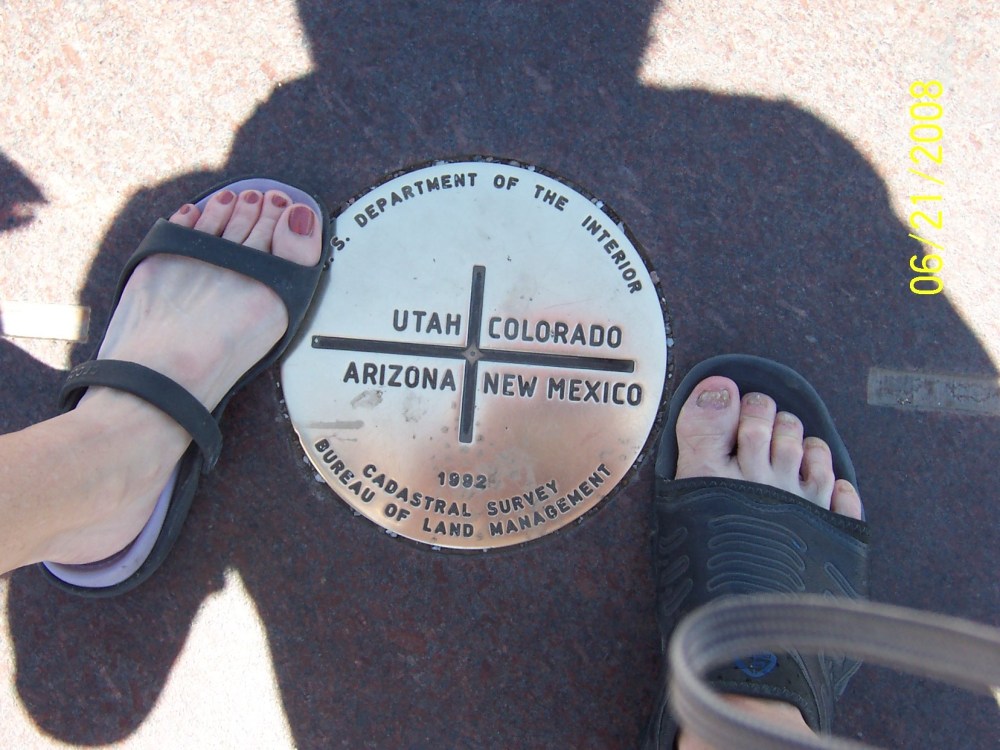 .S. DEPARTMENT OF THE INTERIOR
UTAH COLORADO
ARIZONA NEW MEXICO
1992
CADASTRAL SURVEY
BUREAU OF LAND MANAGEMENT
06/21/2008